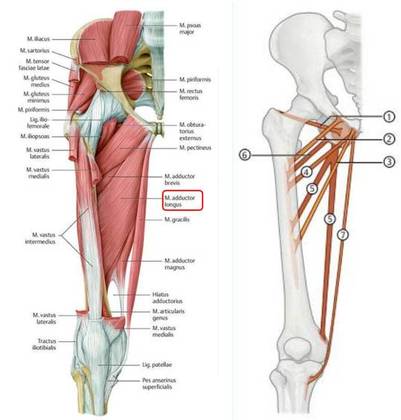 M. iliacus
M. sartorius
M. tensor
fasciae latae
M. gluteus
medius
M. gluteus
minimus
M. piriformis
Lig. ilio-
femorale
M. vastus
lateralis
M. vastus
medialis
M. vastus
intermedius
M. vastus
lateralis
Tractus
iliotibialis
M. psoas
major
M. piriformis
M. rectus
femoris
M. obtura-
torius
externus
M. pectineus
M. adductor
brevis
M. adductor
longus
M. gracilis
M. adductor
magnus
Hiatus
adductorius
M. articularis
genus
M. vastus
medialis
Lig. patellae
Pes anserinus
superficialis
1
2
6
3
4
5
5
7